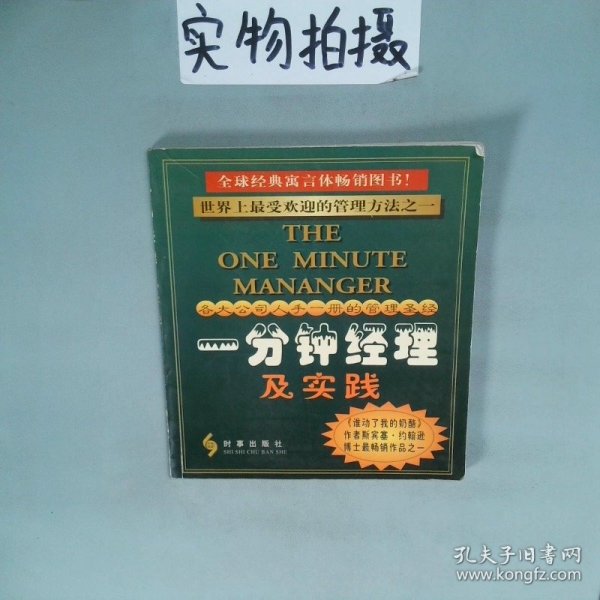 实物拍摄
全球经典寓言体畅销图书！
世界上最受欢迎的管理方法之一
THE
ONE MINUTE
MANANGER
各大公司人手一册的管理圣经
一分钟经理
及实践
《谁动了我的奶酪》
作者斯宾塞·约翰逊
博士最畅销作品之一
时事出版社
SHI SHI CHU BAN SHE
孔夫子旧书网
www.kongfz.com